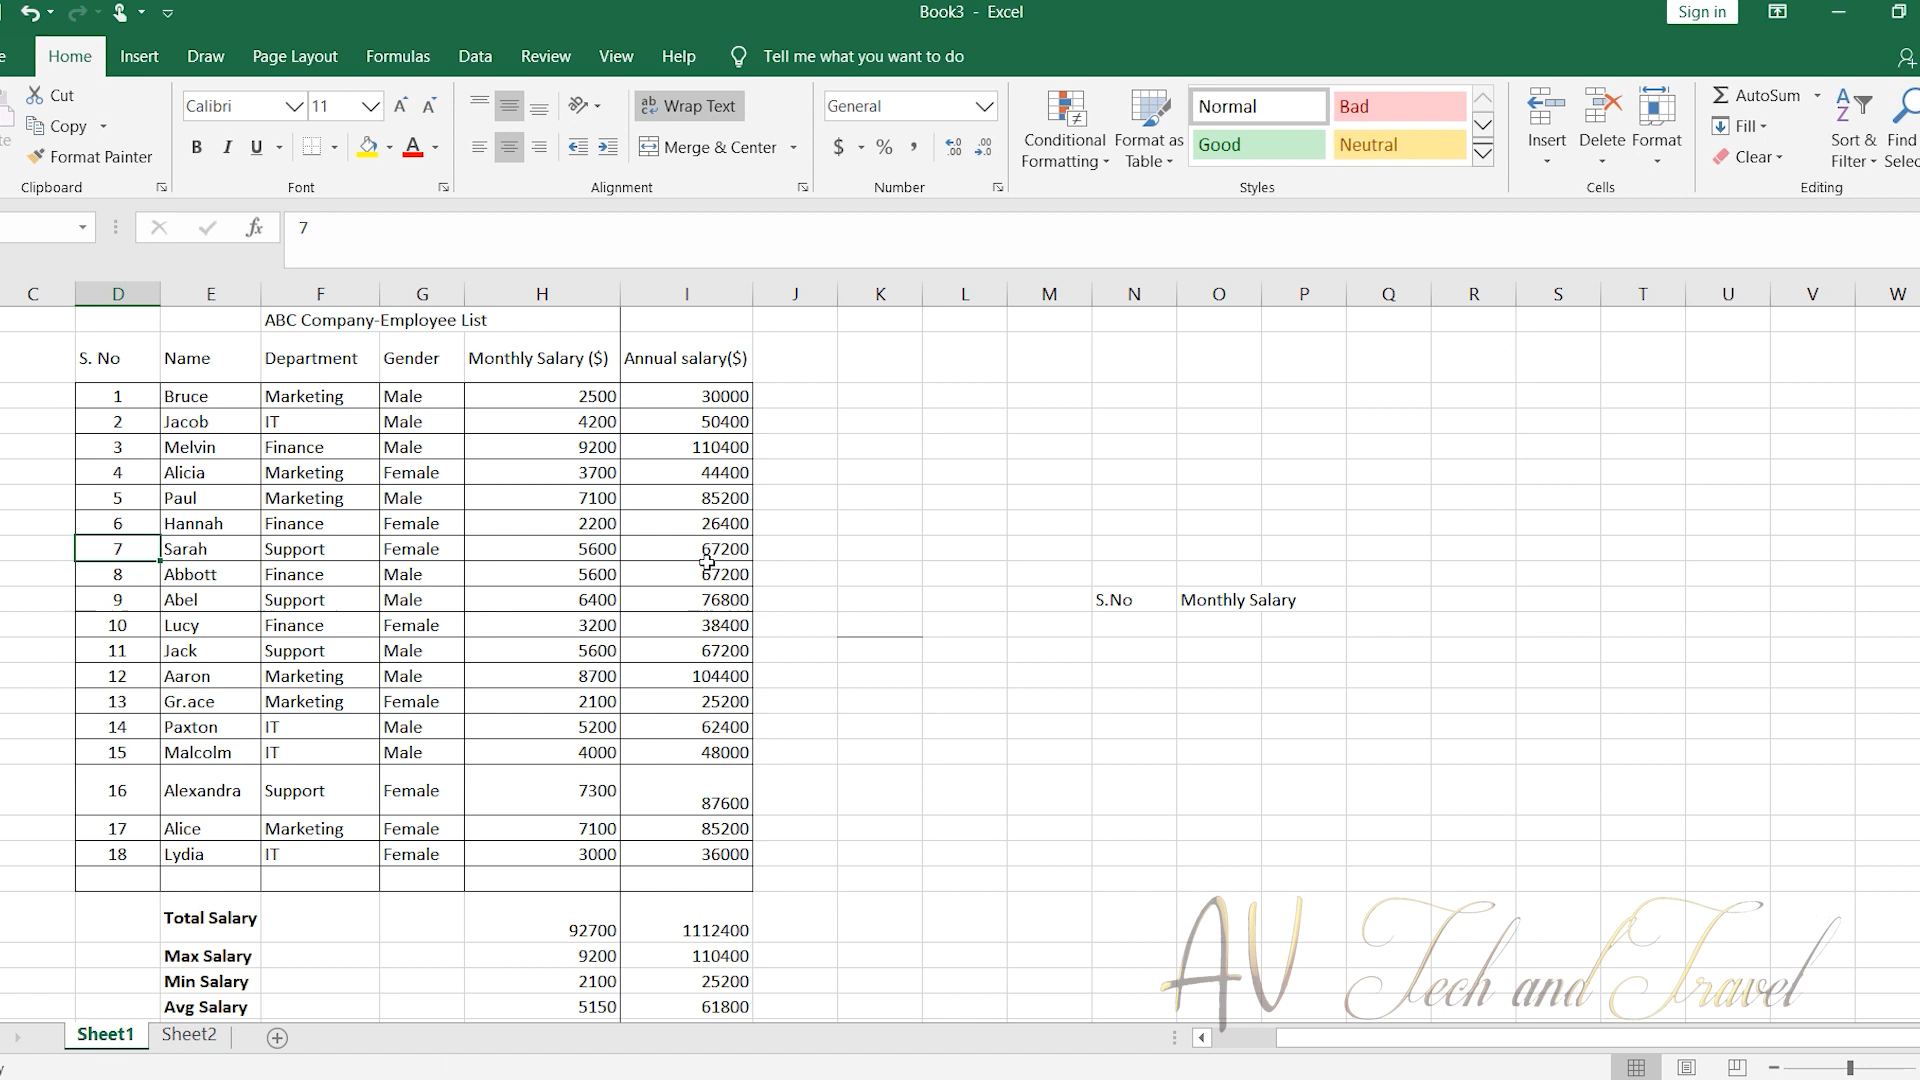 Book3 - Excel
Sign in
Home Insert Draw Page Layout Formulas Data Review View Help Tell me what you want to do
Cut
Copy
Format Painter
Clipboard
Calibri 11
B I U
Font
Wrap Text
Merge & Center
Alignment
General
$ % ,
Number
Conditional Formatting
Format as Table
Normal Bad
Good Neutral
Styles
Insert Delete Format
Cells
AutoSum
Fill
Clear
Sort & Filter
Editing
fx 7
C D E F G H I J K L M N O P Q R S T U V W
ABC Company-Employee List
S. No Name Department Gender Monthly Salary ($) Annual salary($)
1 Bruce Marketing Male 2500 30000
2 Jacob IT Male 4200 50400
3 Melvin Finance Male 9200 110400
4 Alicia Marketing Female 3700 44400
5 Paul Marketing Male 7100 85200
6 Hannah Finance Female 2200 26400
7 Sarah Support Female 5600 67200
8 Abbott Finance Male 5600 67200
9 Abel Support Male 6400 76800 S.No Monthly Salary
10 Lucy Finance Female 3200 38400
11 Jack Support Male 5600 67200
12 Aaron Marketing Male 8700 104400
13 Gr.ace Marketing Female 2100 25200
14 Paxton IT Male 5200 62400
15 Malcolm IT Male 4000 48000
16 Alexandra Support Female 7300 87600
17 Alice Marketing Female 7100 85200
18 Lydia IT Female 3000 36000
Total Salary 92700 1112400
Max Salary 9200 110400
Min Salary 2100 25200
Avg Salary 5150 61800
AV Tech and Travel
Sheet1 Sheet2